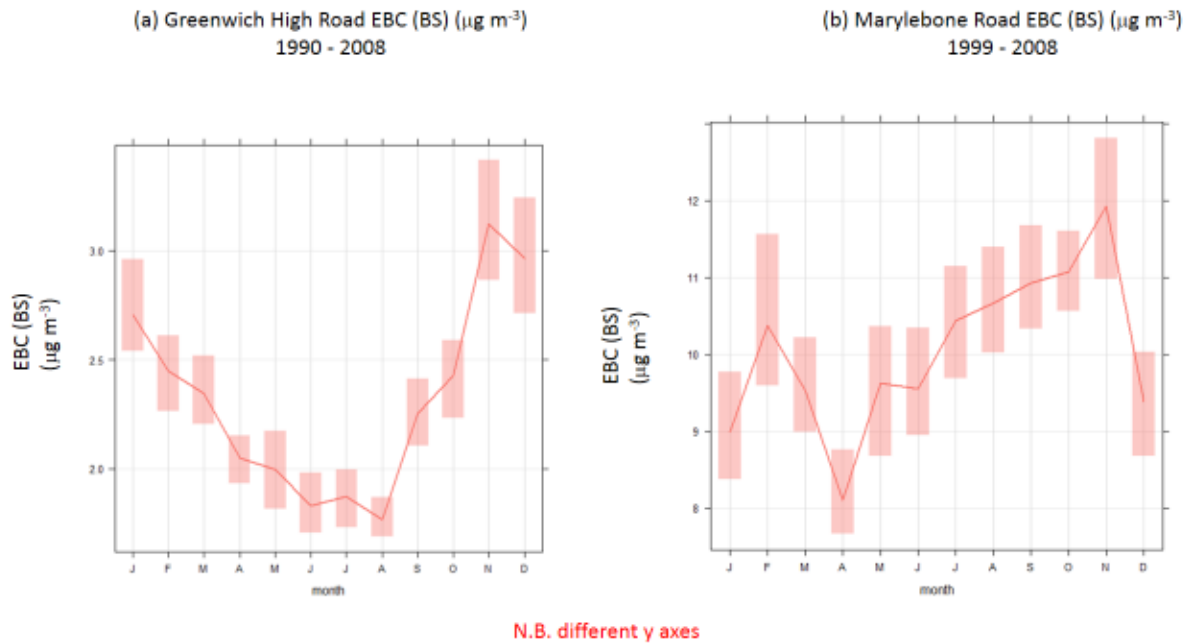 (a) Greenwich High Road EBC (BS) (μg m⁻³)
1990 - 2008
(b) Marylebone Road EBC (BS) (μg m⁻³)
1999 - 2008
EBC (BS)
(μg m⁻³)
3.0
2.5
2.0
J F M A M J J A S O N D
month
EBC (BS)
(μg m⁻³)
12
11
10
9
8
J F M A M J J A S O N D
month
N.B. different y axes